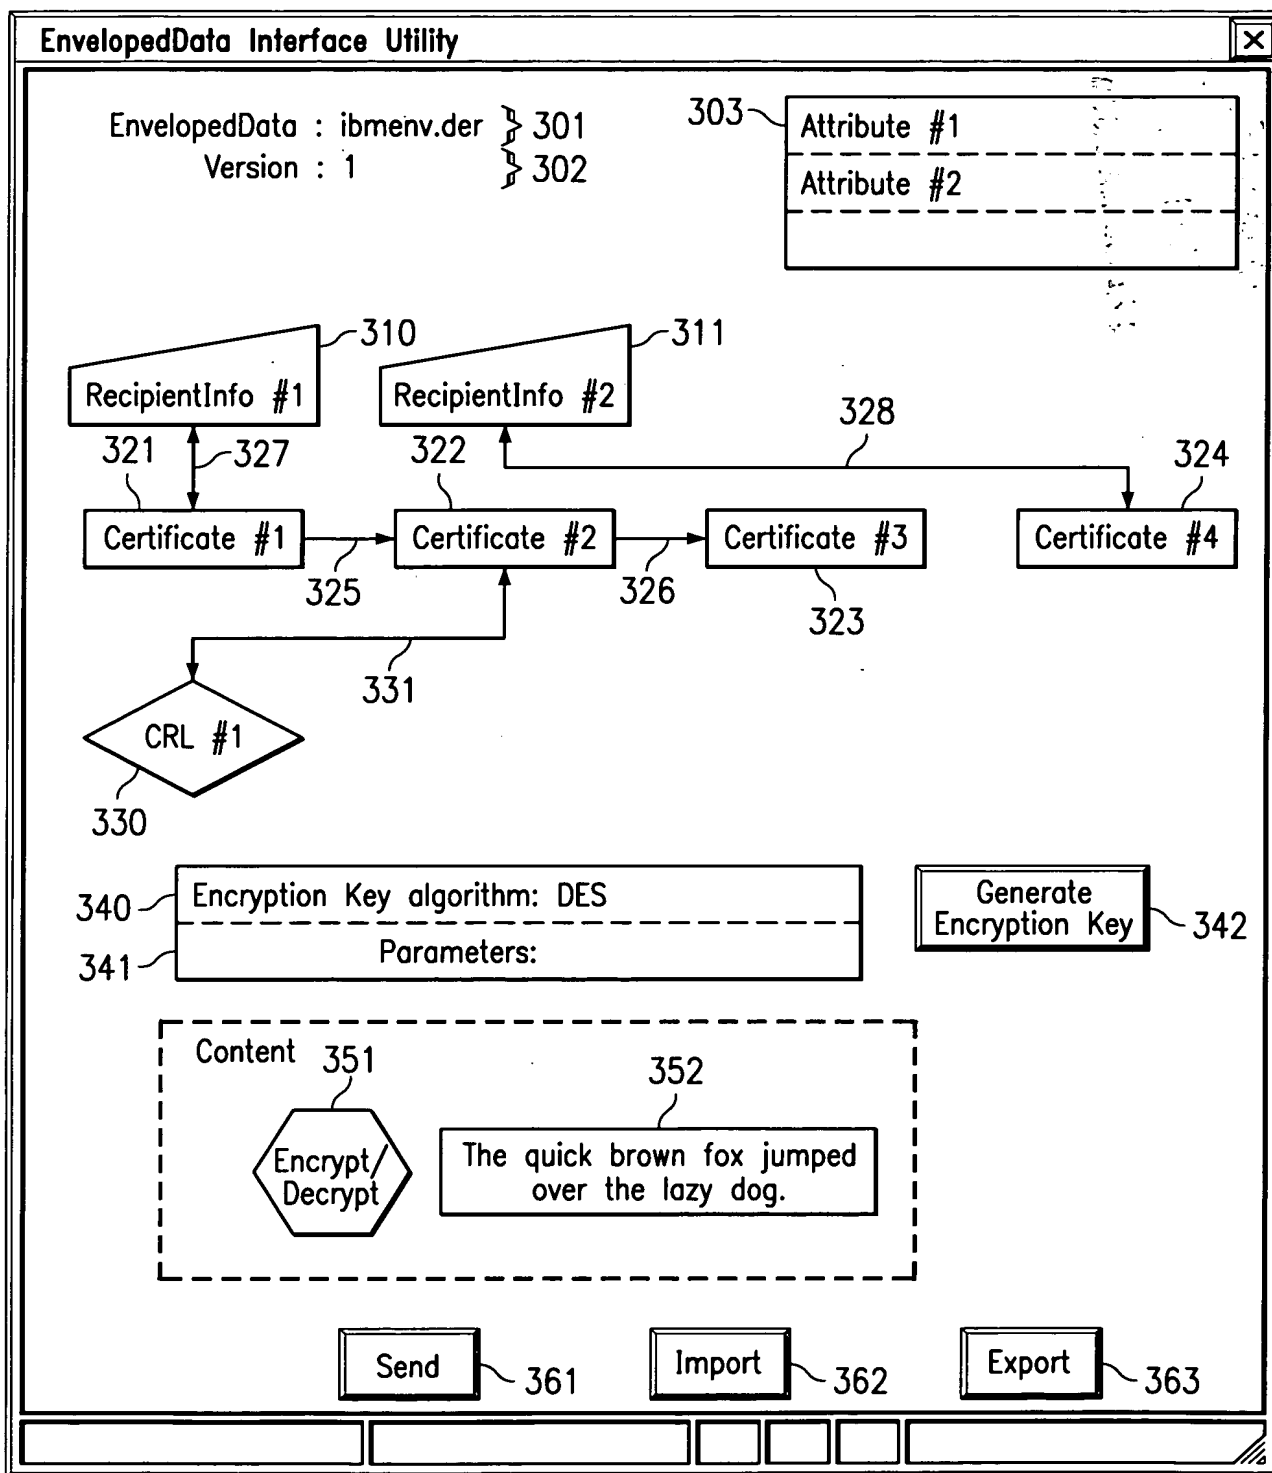 EnvelopedData Interface Utility
EnvelopedData : ibmenv.der 301
Version : 1 302
303
Attribute #1
Attribute #2
310
311
RecipientInfo #1
RecipientInfo #2
328
321
327
322
324
Certificate #1
Certificate #2
Certificate #3
Certificate #4
325
326
323
331
CRL #1
330
340
Encryption Key algorithm: DES
341
Parameters:
Generate
Encryption Key
342
Content
351
352
Encrypt/
Decrypt
The quick brown fox jumped
over the lazy dog.
Send
361
Import
362
Export
363